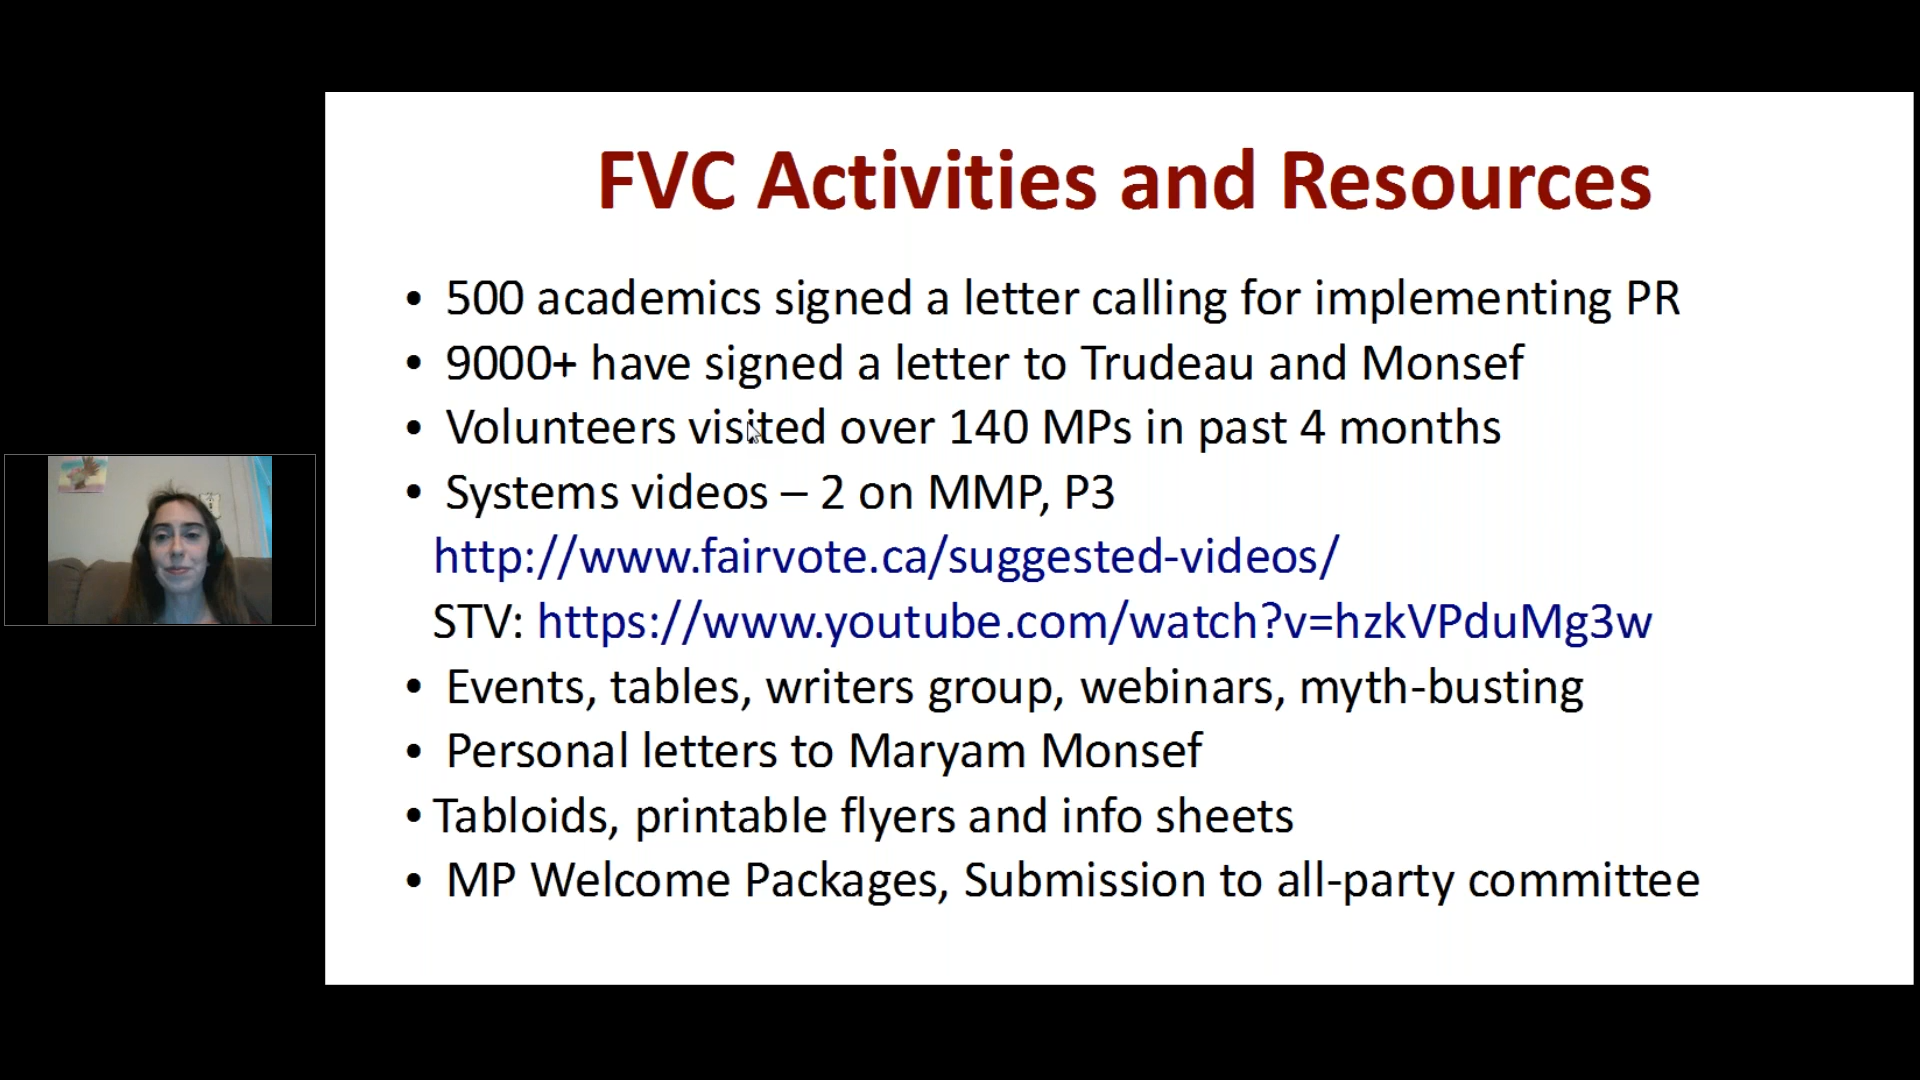 FVC Activities and Resources
• 500 academics signed a letter calling for implementing PR
• 9000+ have signed a letter to Trudeau and Monsef
• Volunteers visited over 140 MPs in past 4 months
• Systems videos – 2 on MMP, P3
http://www.fairvote.ca/suggested-videos/
STV: https://www.youtube.com/watch?v=hzkVPduMg3w
• Events, tables, writers group, webinars, myth-busting
• Personal letters to Maryam Monsef
• Tabloids, printable flyers and info sheets
• MP Welcome Packages, Submission to all-party committee